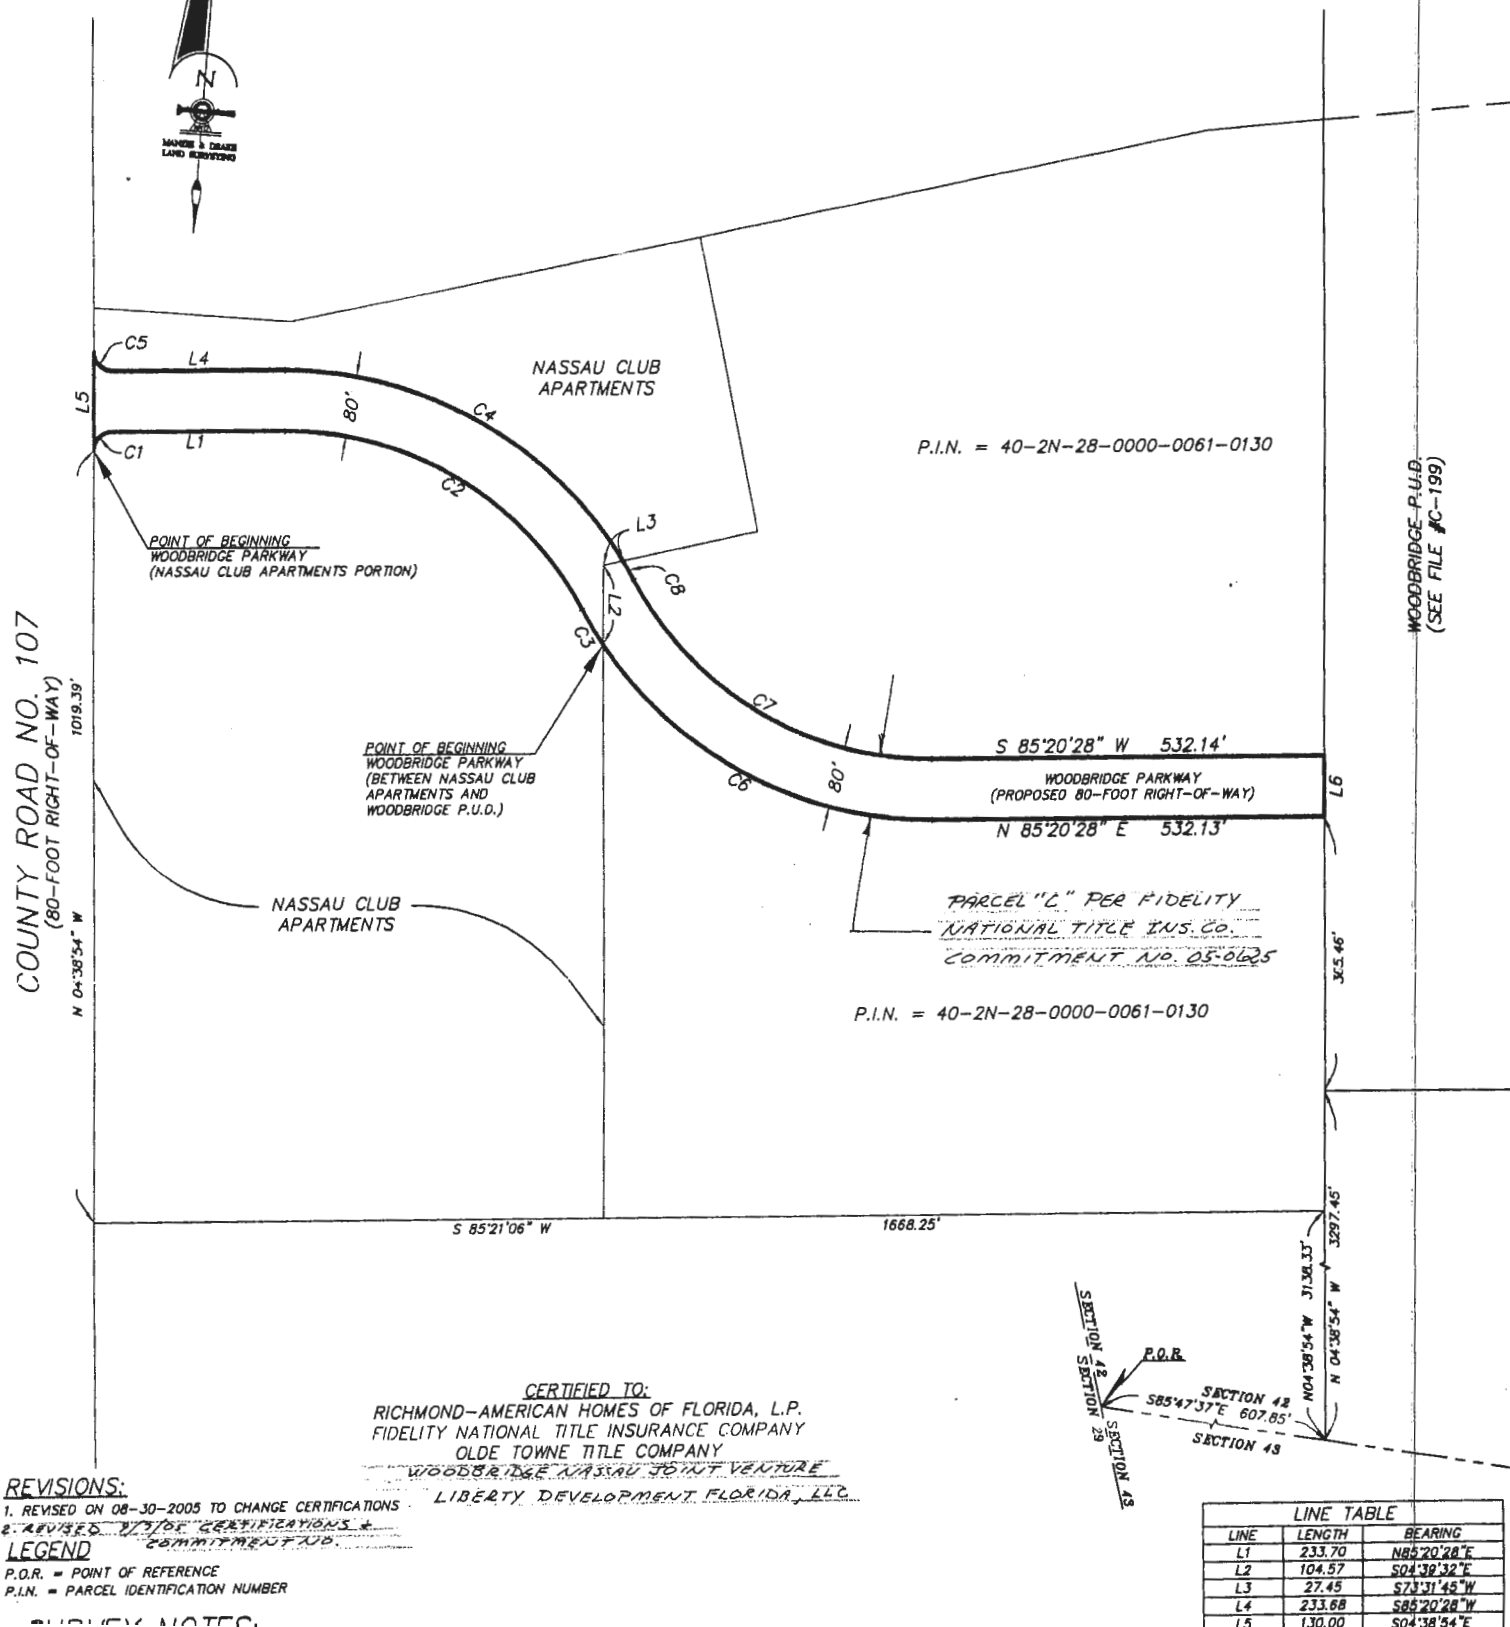 N
MANZIE & DRAKE
LAND SURVEYING
C5
L4
L5
80'
C4
L1
C1
C2
NASSAU CLUB
APARTMENTS
P.I.N. = 40-2N-28-0000-0061-0130
WOODBRIDGE P.U.D.
(SEE FILE #C-199)
POINT OF BEGINNING
WOODBRIDGE PARKWAY
(NASSAU CLUB APARTMENTS PORTION)
L3
C8
L2
C3
COUNTY ROAD NO. 107
(80-FOOT RIGHT-OF-WAY)
N 04°38'54" W
1019.39'
POINT OF BEGINNING
WOODBRIDGE PARKWAY
(BETWEEN NASSAU CLUB
APARTMENTS AND
WOODBRIDGE P.U.D.)
C7
C6
80'
S 85°20'28" W 532.14'
WOODBRIDGE PARKWAY
(PROPOSED 80-FOOT RIGHT-OF-WAY)
N 85°20'28" E 532.13'
L6
NASSAU CLUB
APARTMENTS
PARCEL "C" PER FIDELITY
NATIONAL TITLE INS. CO.
COMMITMENT NO. 05-0625
365.46'
P.I.N. = 40-2N-28-0000-0061-0130
S 85°21'06" W
1668.25'
N04°38'54"W 3138.33'
N 04°38'54" W 3297.45'
SECTION 42
SECTION 29
SECTION 43
P.O.R.
SECTION 42
S85°47'37"E 607.85'
SECTION 43
CERTIFIED TO:
RICHMOND-AMERICAN HOMES OF FLORIDA, L.P.
FIDELITY NATIONAL TITLE INSURANCE COMPANY
OLDE TOWNE TITLE COMPANY
WOODBRIDGE NASSAU JOINT VENTURE
LIBERTY DEVELOPMENT FLORIDA, LLC
REVISIONS:
1. REVISED ON 08-30-2005 TO CHANGE CERTIFICATIONS
2. REVISED 9/7/05 CERTIFICATIONS &
COMMITMENT NO.
LEGEND
P.O.R. = POINT OF REFERENCE
P.I.N. = PARCEL IDENTIFICATION NUMBER
SURVEY NOTES:
LINE TABLE
LINE LENGTH BEARING
L1 233.70 N85°20'28"E
L2 104.57 S04°39'32"E
L3 27.45 S73°31'45"W
L4 233.68 S85°20'28"W
L5 130.00 S04°38'54"E